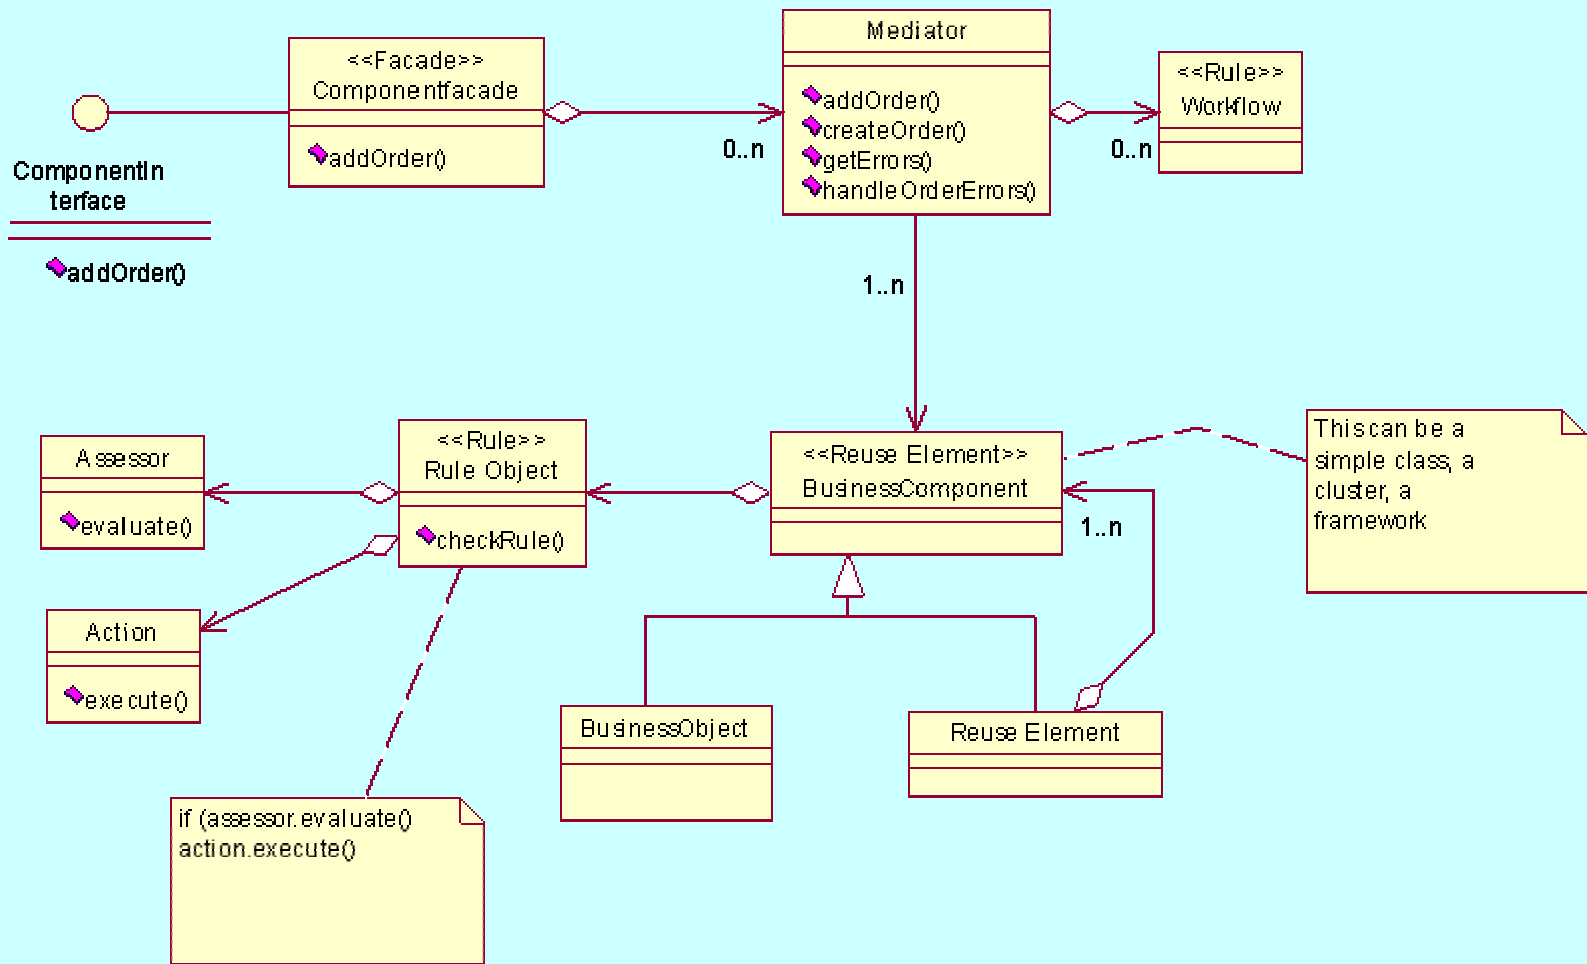 <<Facade>>
Componentfacade
addOrder()
ComponentIn
terface
addOrder()
0..n
Mediator
addOrder()
createOrder()
getErrors()
handleOrderErrors()
0..n
<<Rule>>
Workflow
1..n
Assessor
evaluate()
<<Rule>>
Rule Object
checkRule()
<<Reuse Element>>
BusinessComponent
1..n
This can be a
simple class, a
cluster, a
framework
Action
execute()
BusinessObject
Reuse Element
if (assessor.evaluate()
action.execute()